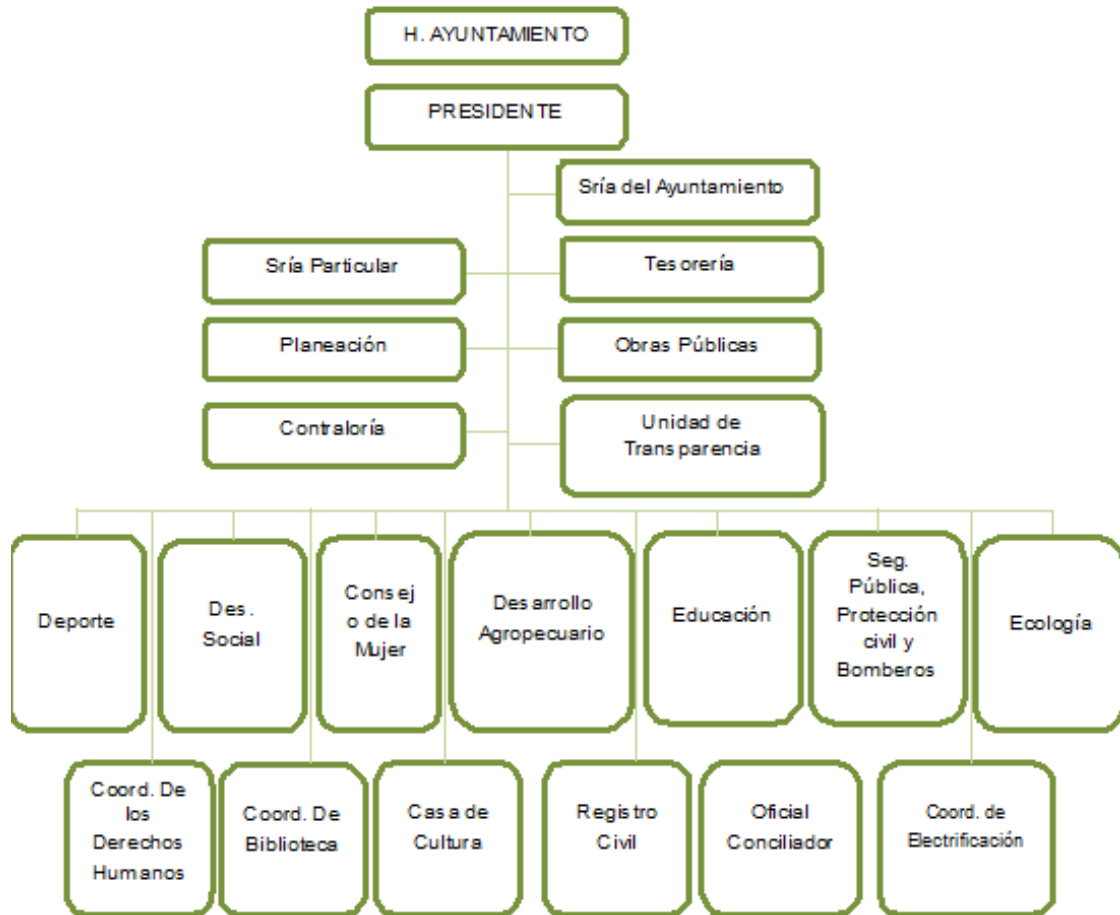 H. AYUNTAMIENTO
PRESIDENTE
Sría del Ayuntamiento
Sría Particular
Tesorería
Planeación
Obras Públicas
Contraloría
Unidad de
Transparencia
Deporte
Des.
Social
Consej
o de la
Mujer
Desarrollo
Agropecuario
Educación
Seg.
Pública,
Protección
civil y
Bomberos
Ecología
Coord. De
los
Derechos
Humanos
Coord. De
Biblioteca
Casa de
Cultura
Registro
Civil
Oficial
Conciliador
Coord. de
Electrificación